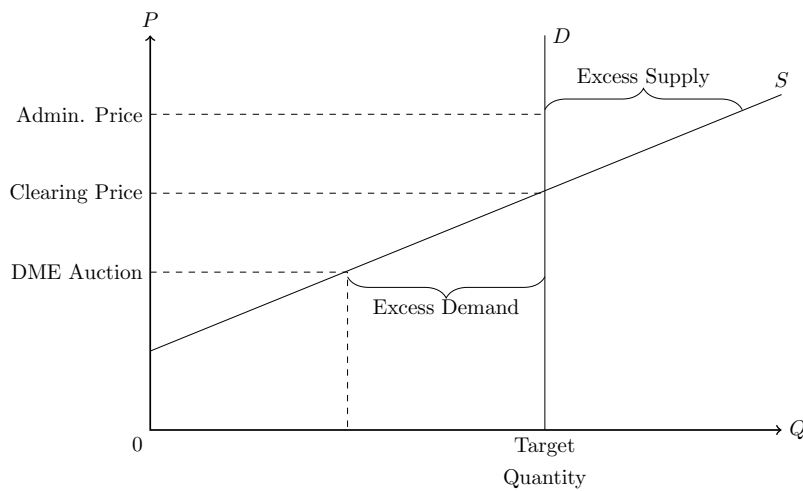 P
D
Excess Supply
S
Admin. Price
Clearing Price
DME Auction
Excess Demand
0
Target
Quantity
Q